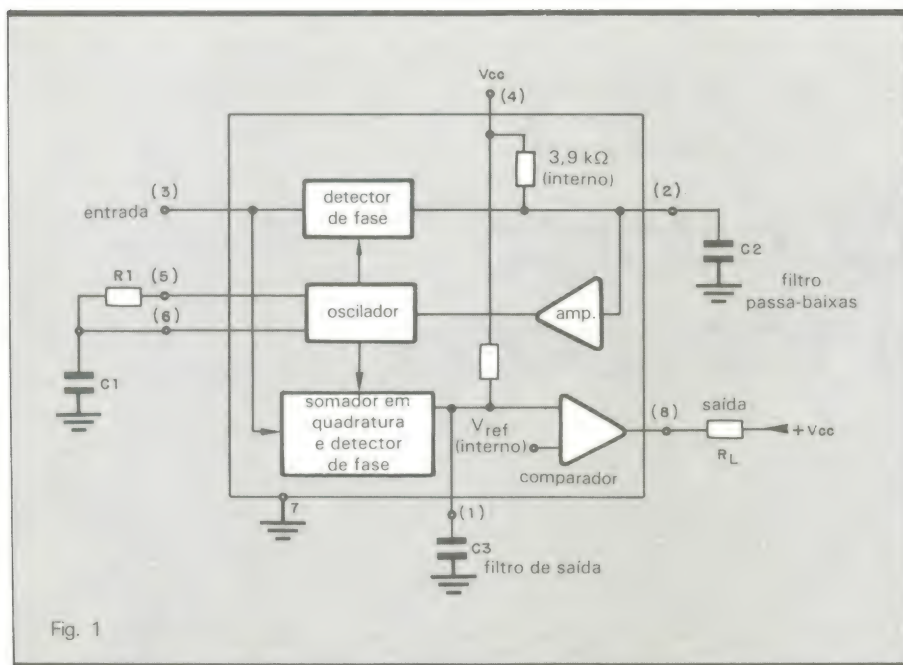 Vcc
(4)
3,9 kΩ
(interno)
(3)
entrada
detector
de fase
(2)
C2
filtro
passa-baixas
R1
(5)
(6)
oscilador
amp.
C1
somador em
quadratura
e detector
de fase
Vref
(interno)
comparador
(8)
saída
+Vcc
RL
7
(1)
C3
filtro de saída
Fig. 1